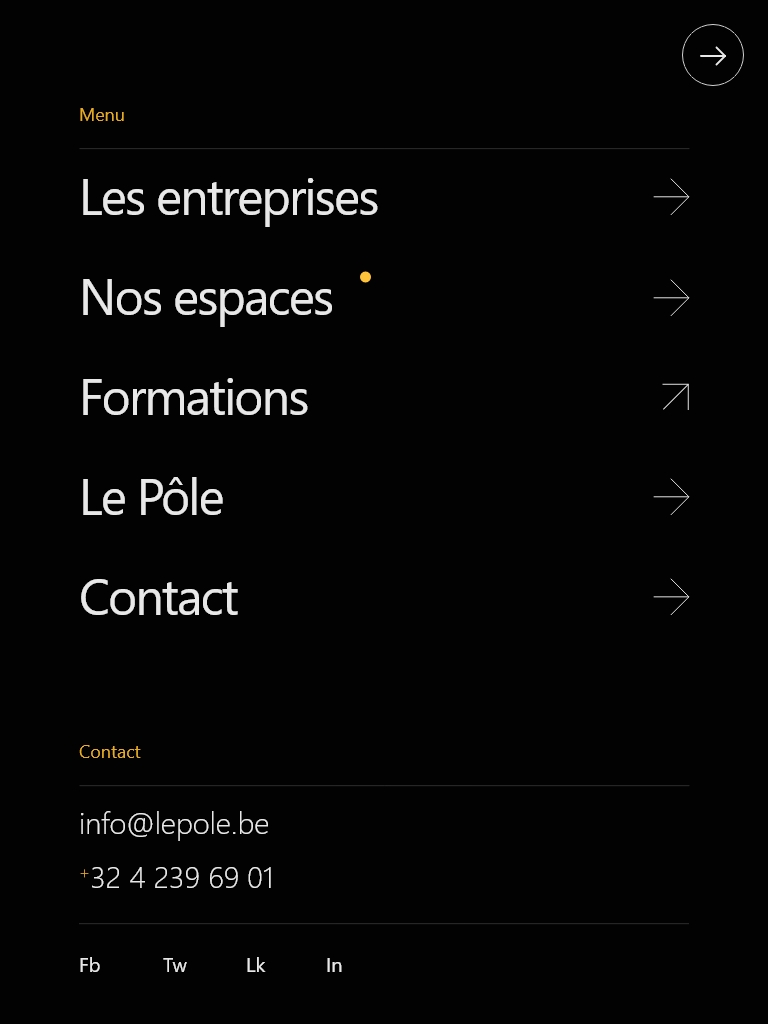 Menu
Les entreprises
Nos espaces
Formations
Le Pôle
Contact
Contact
info@lepole.be
+32 4 239 69 01
Fb Tw Lk In